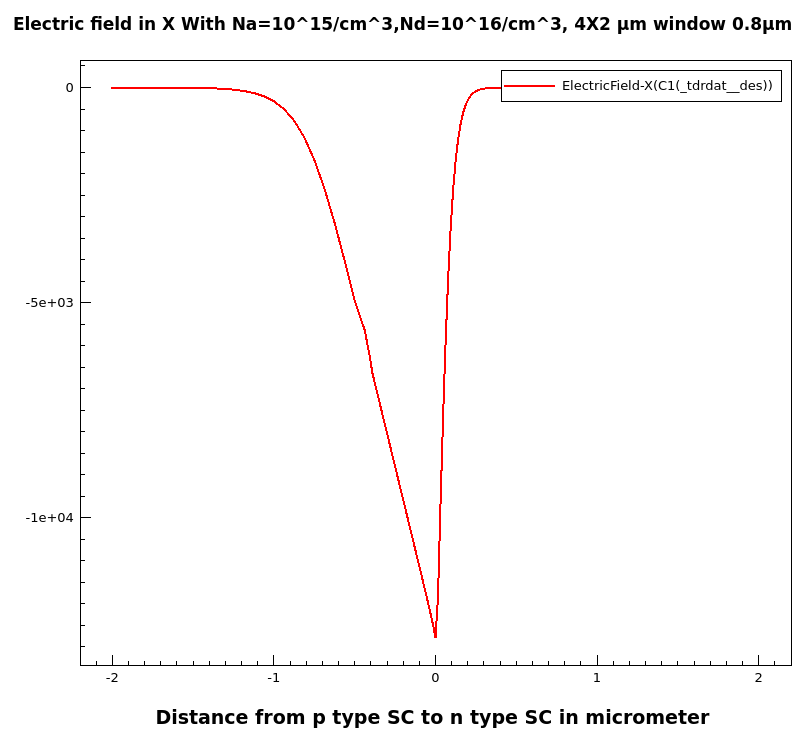 Electric field in X With Na=10^15/cm^3,Nd=10^16/cm^3, 4X2 μm window 0.8μm
ElectricField-X(C1(_tdrdat__des))
0
-5e+03
-1e+04
-2 -1 0 1 2
Distance from p type SC to n type SC in micrometer